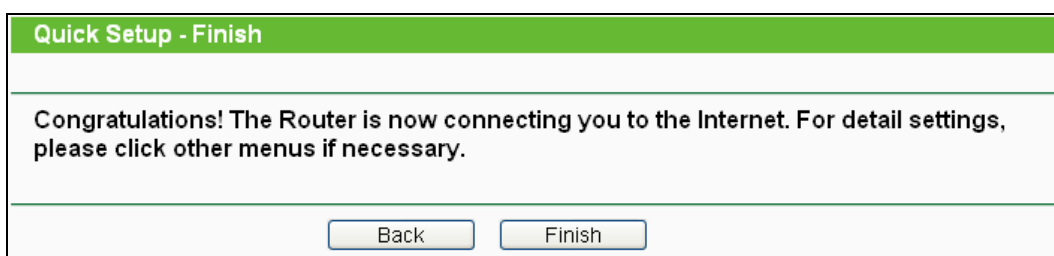 Quick Setup - Finish
Congratulations! The Router is now connecting you to the Internet. For detail settings,
please click other menus if necessary.
Back Finish